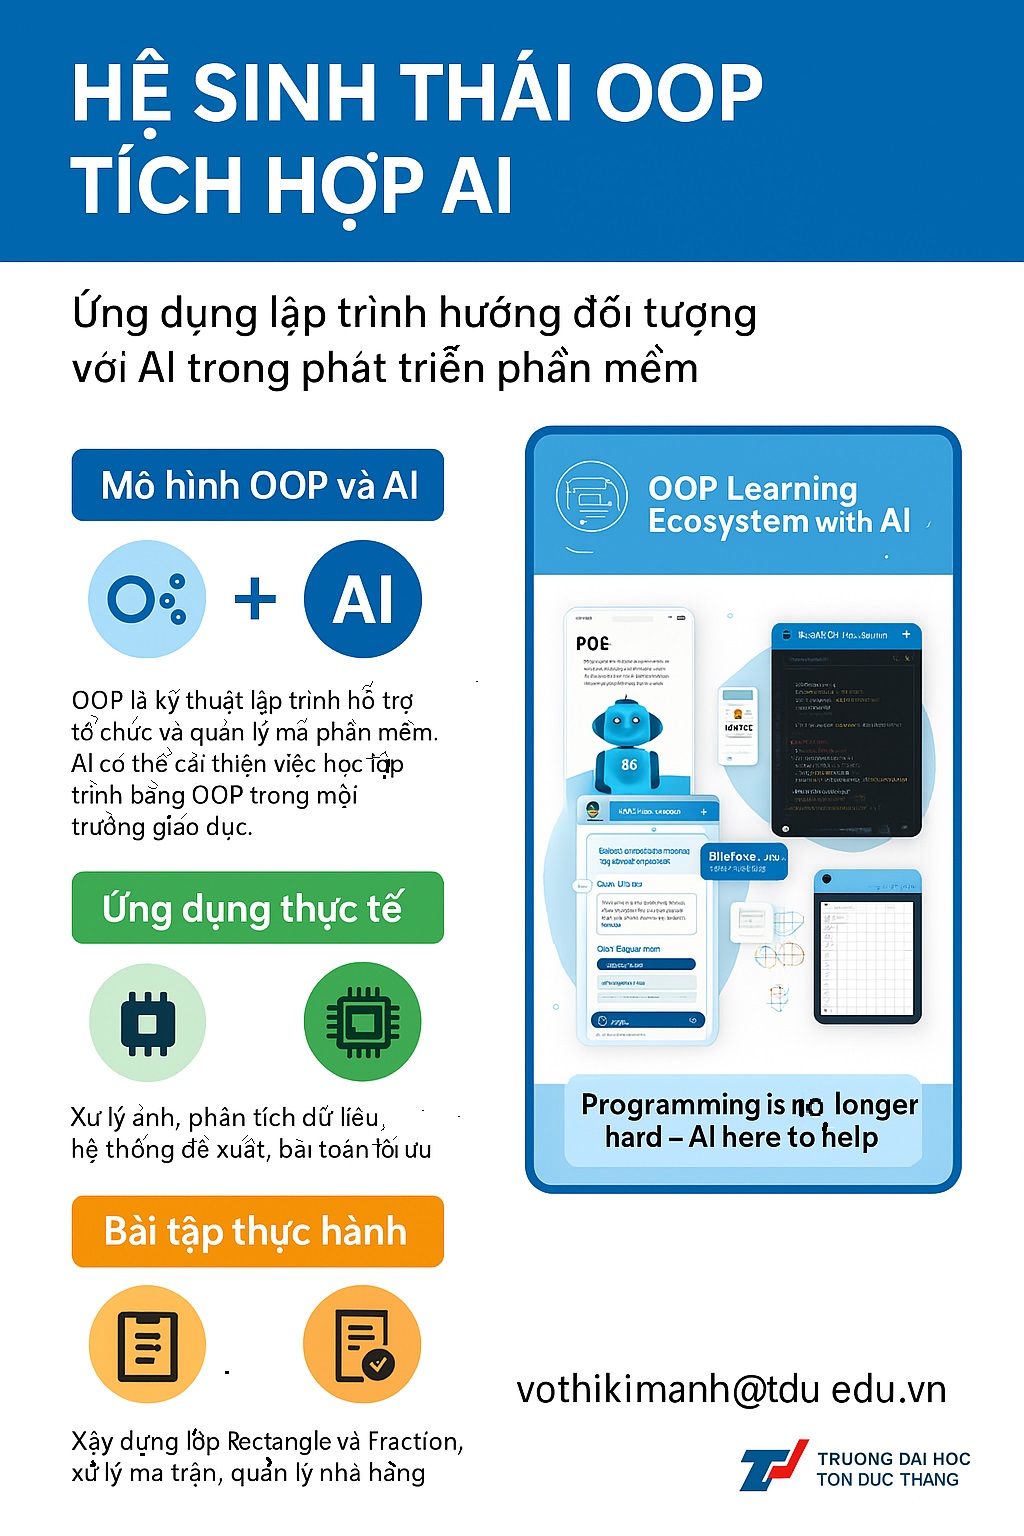 HỆ SINH THÁI OOP
TÍCH HỢP AI
Ứng dụng lập trình hướng đối tượng
với AI trong phát triển phần mềm
Mô hình OOP và AI
AI
OOP là kỹ thuật lập trình hỗ trợ
tổ chức và quản lý mã phần mềm.
AI có thể cải thiện việc học tập
trình bằng OOP trong mội
trưởng giáo dục.
Ứng dụng thực tế
Xư lý ảnh, phân tích dữ liêu,
hệ thống đề xuất, bài toán tối ưu
Bài tập thực hành
Xậy dựng lớp Rectangle và Fraction,
xử lý ma trận, quản lý nhà hàng
OOP Learning
Ecosystem with AI
POE
86
Programming is no longer
hard – AI here to help
vothikimanh@tdu edu.vn
TRUONG DAI HOC
TON DUC THANG